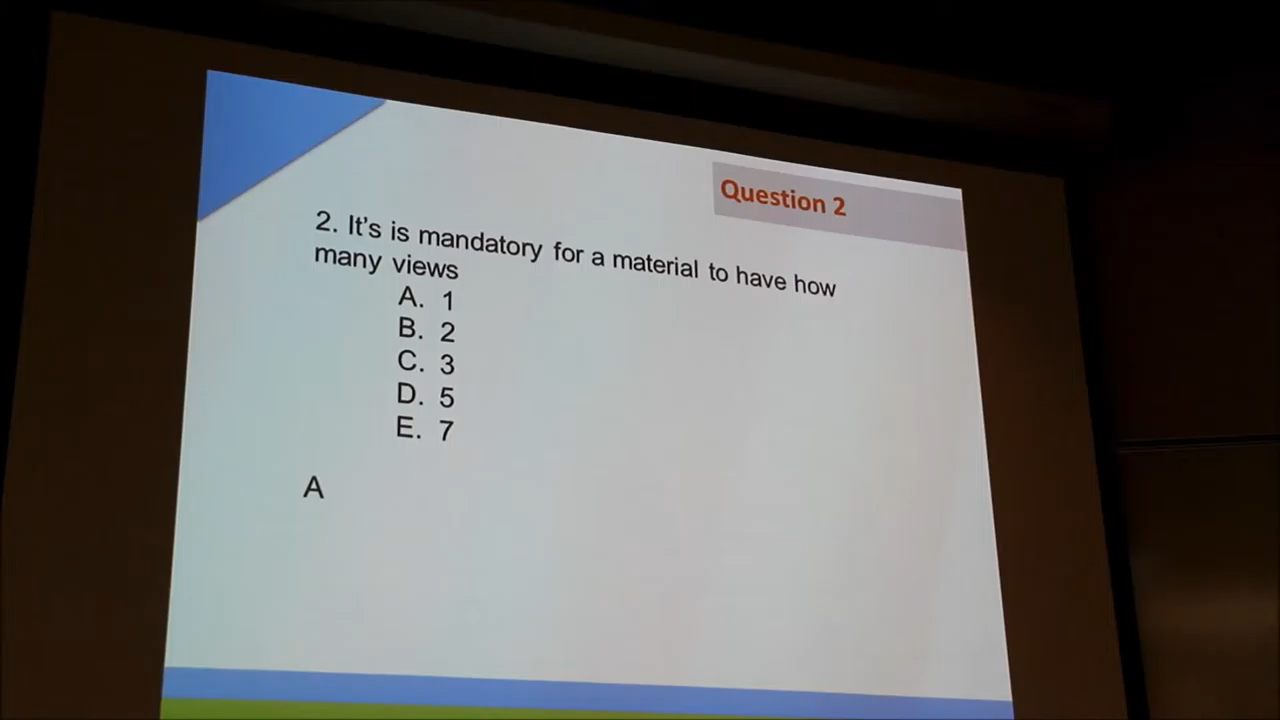 Question 2
2. It's is mandatory for a material to have how
many views
A. 1
B. 2
C. 3
D. 5
E. 7
A